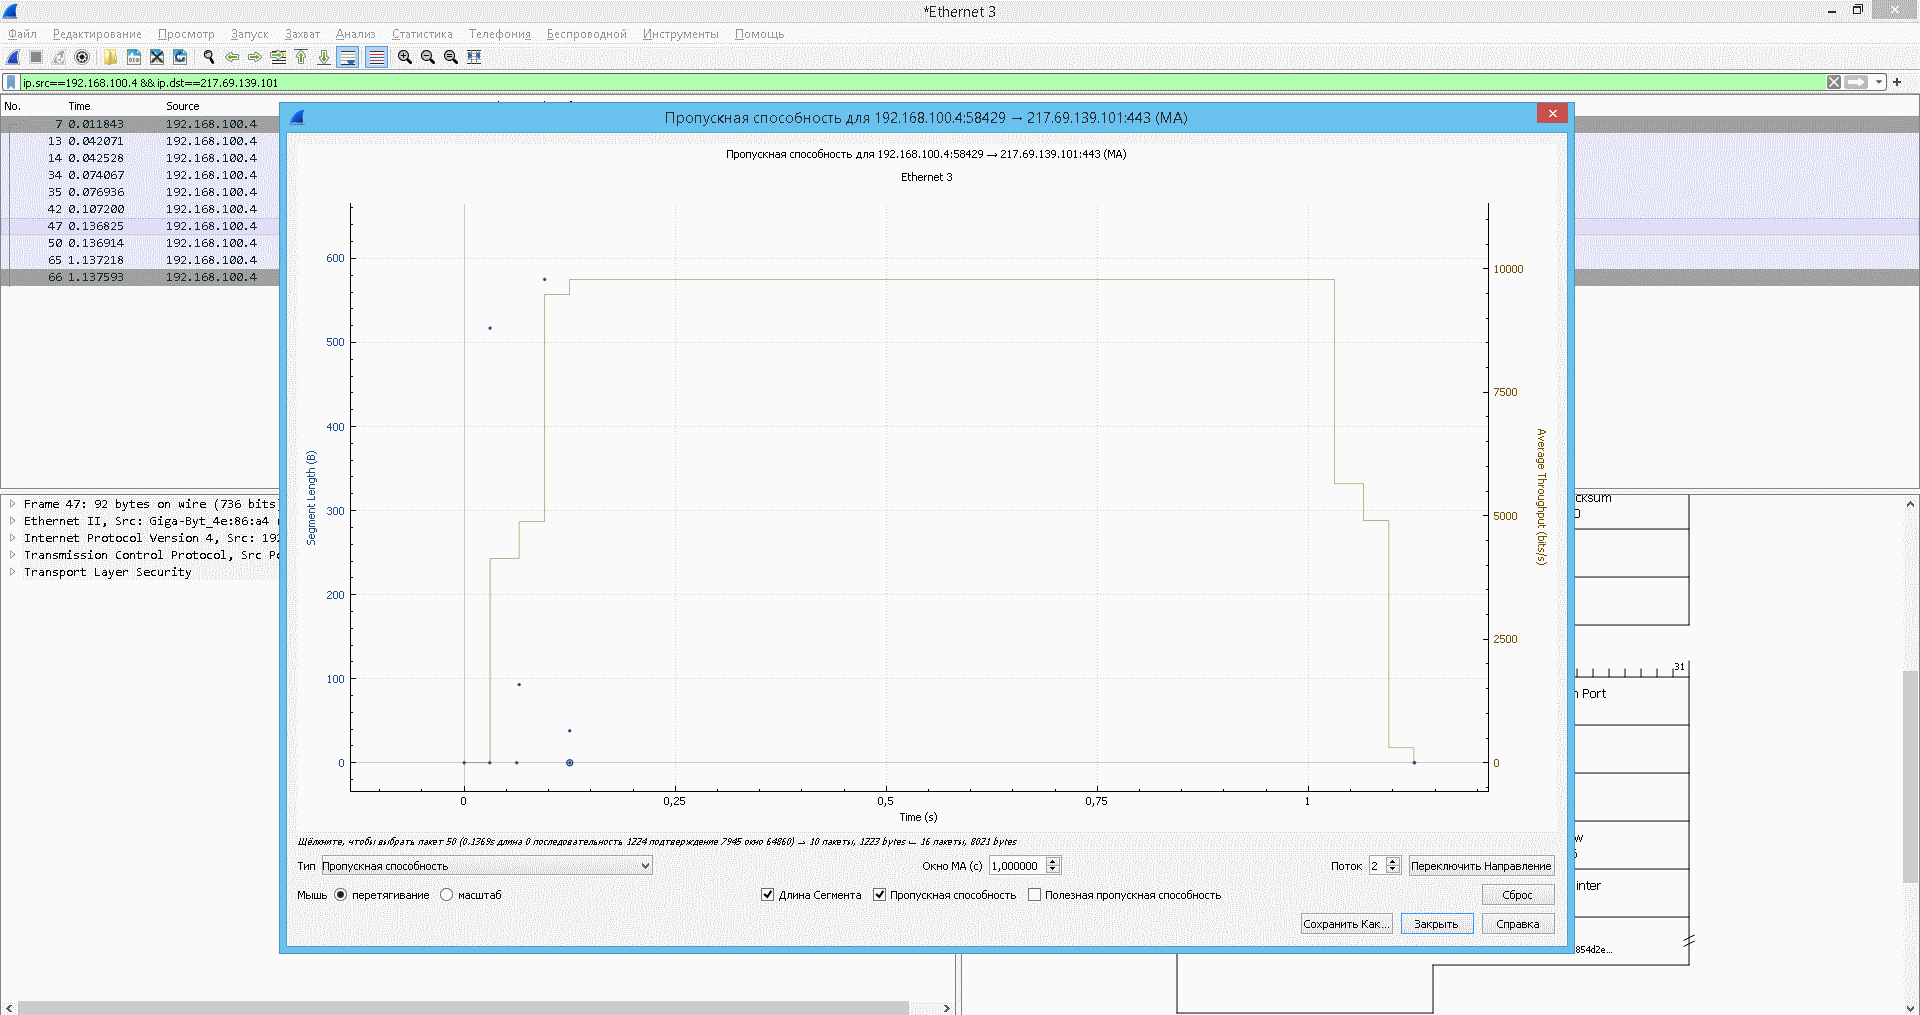 *Ethernet 3
Файл Редактирование Просмотр Запуск Захват Анализ Статистика Телефония Беспроводной Инструменты Помощь
ip.src==192.168.100.4 && ip.dst==217.69.139.101
No. Time Source
7 0.011843 192.168.100.4
13 0.042071 192.168.100.4
14 0.042528 192.168.100.4
34 0.074067 192.168.100.4
35 0.076936 192.168.100.4
42 0.107200 192.168.100.4
47 0.136825 192.168.100.4
50 0.136914 192.168.100.4
65 1.137218 192.168.100.4
66 1.137593 192.168.100.4
Frame 47: 92 bytes on wire (736 bits
Ethernet II, Src: Giga-Byt_4e:86:a4
Internet Protocol Version 4, Src: 19
Transmission Control Protocol, Src Po
Transport Layer Security
Пропускная способность для 192.168.100.4:58429 → 217.69.139.101:443 (MA)
Пропускная способность для 192.168.100.4:58429 → 217.69.139.101:443 (MA)
Ethernet 3
Segment Length (B)
600
500
400
300
200
100
0
10000
7500
5000
2500
0
Average Throughput (bits/s)
0 0,25 0,5 0,75 1
Time (s)
Щёлкните, чтобы выбрать пакет 50 (0.1369s длина 0 последовательность 1224 подтверждение 7945 окно 64860) → 10 пакеты, 1223 bytes ← 16 пакеты, 8021 bytes
Тип Пропускная способность Окно MA (с) 1,000000 Поток 2 Переключить Направление
Мышь перетягивание масштаб Длина Сегмента Пропускная способность Полезная пропускная способность Сброс
Сохранить Как... Закрыть Справка
cksum
0
31
n Port
w
inter
854d2e...